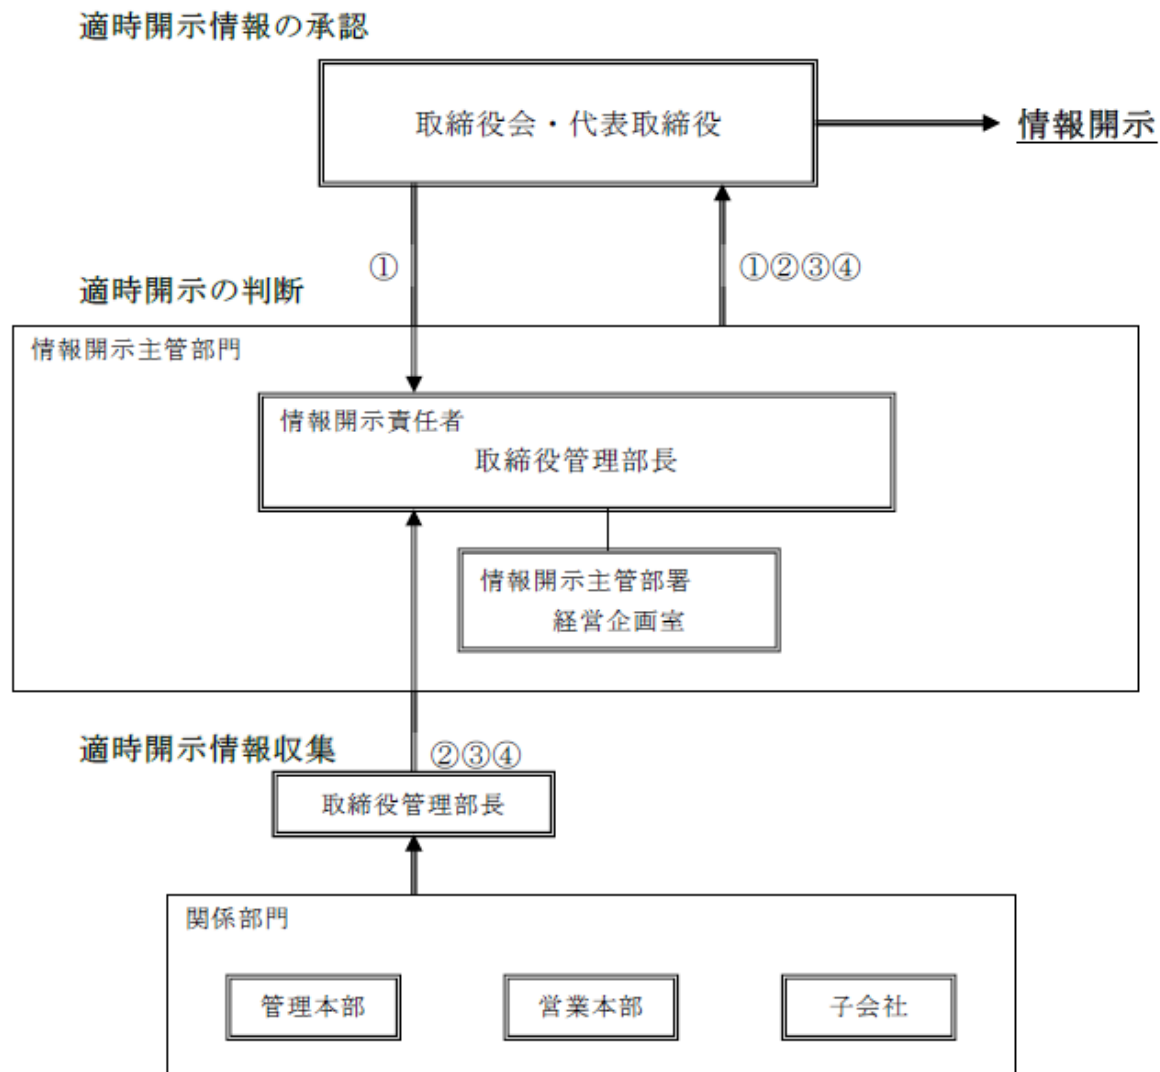 適時開示情報の承認
取締役会・代表取締役
情報開示
①
①②③④
適時開示の判断
情報開示主管部門
情報開示責任者
取締役管理部長
情報開示主管部署
経営企画室
適時開示情報収集
②③④
取締役管理部長
関係部門
管理本部
営業本部
子会社